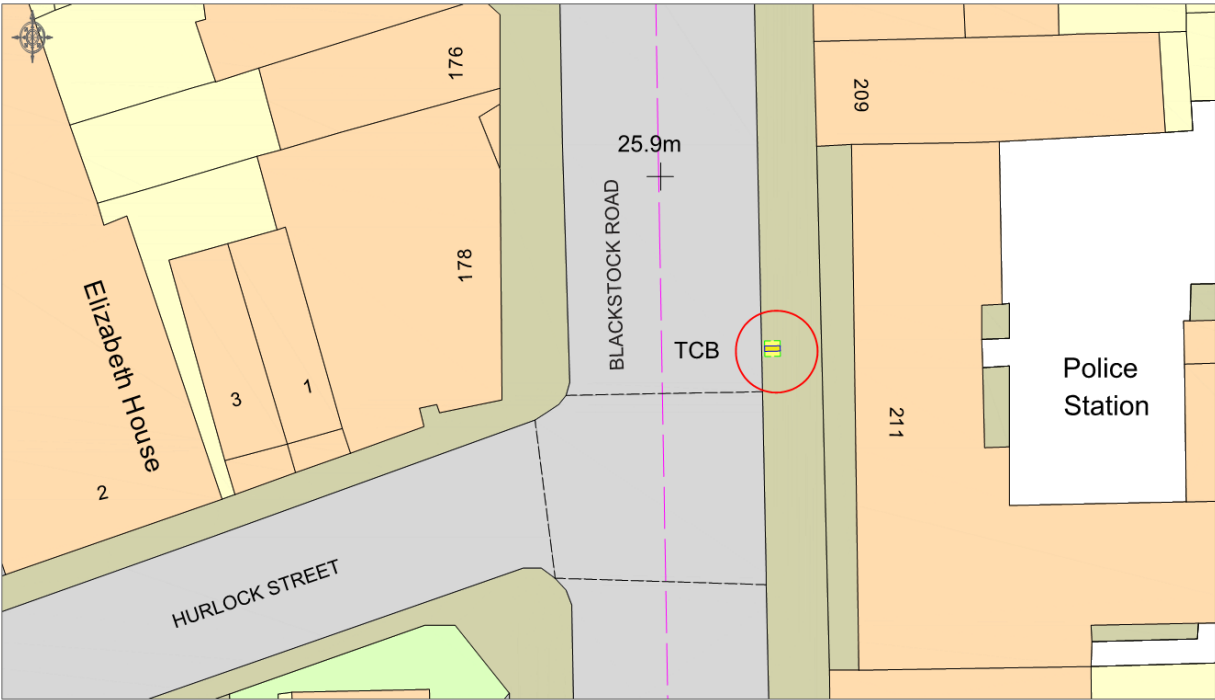 176
209
25.9m
BLACKSTOCK ROAD
178
Elizabeth House
TCB
3
1
Police
Station
211
2
HURLOCK STREET